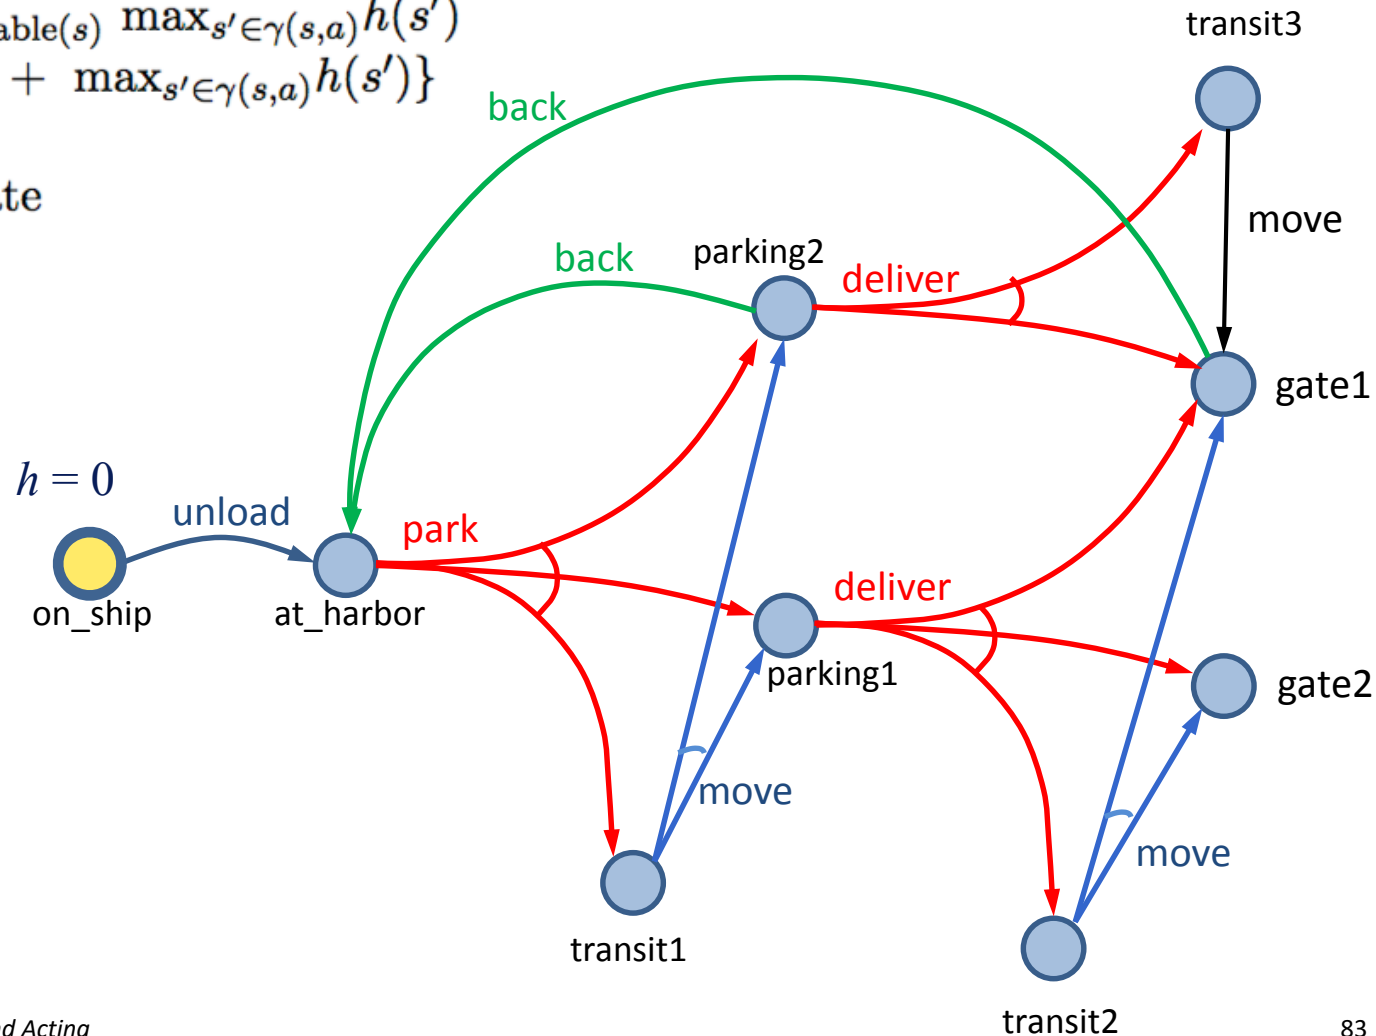 able(s) max_{s'∈γ(s,a)} h(s')
+ max_{s'∈γ(s,a)} h(s')}
transit3
back
move
back
parking2
deliver
gate1
h = 0
unload
park
deliver
on_ship
at_harbor
parking1
gate2
move
move
transit1
transit2
nd Acting
83